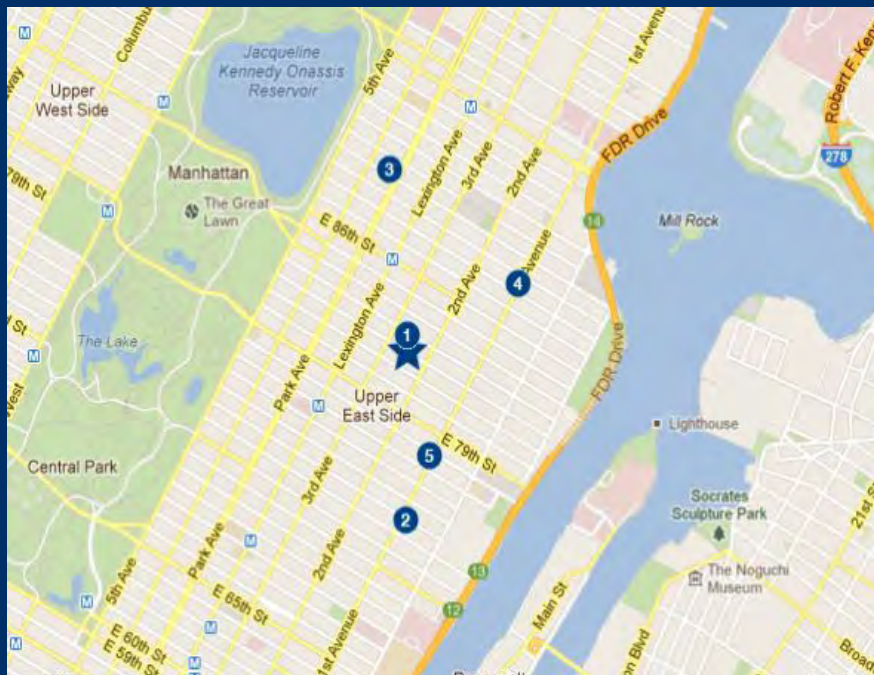 Columbu
5th Ave
1st Avenue
Jacqueline
Kennedy Onassis
Reservoir
M
Upper
West Side
M
M
FDR Drive
Robert F. Ken
278
79th St
Manhattan
3
Lexington Ave
3rd Ave
2nd Ave
M
The Great
Lawn
E 86th St
M
14
Mill Rock
Avenue
4
2nd Ave
Lexington Ave
1
The Lake
M
Park Ave
M
Upper
East Side
FDR Drive
Lighthouse
West
Central Park
3rd Ave
5
E 79th St
Socrates
Sculpture Park
21st S
2
Park Ave
M
2nd Ave
13
The Noguchi
Museum
5th Ave
M
E 65th St
12
Main St
M
M
E 60th St
E 59th St
1st Avenue
on Blvd
Broad